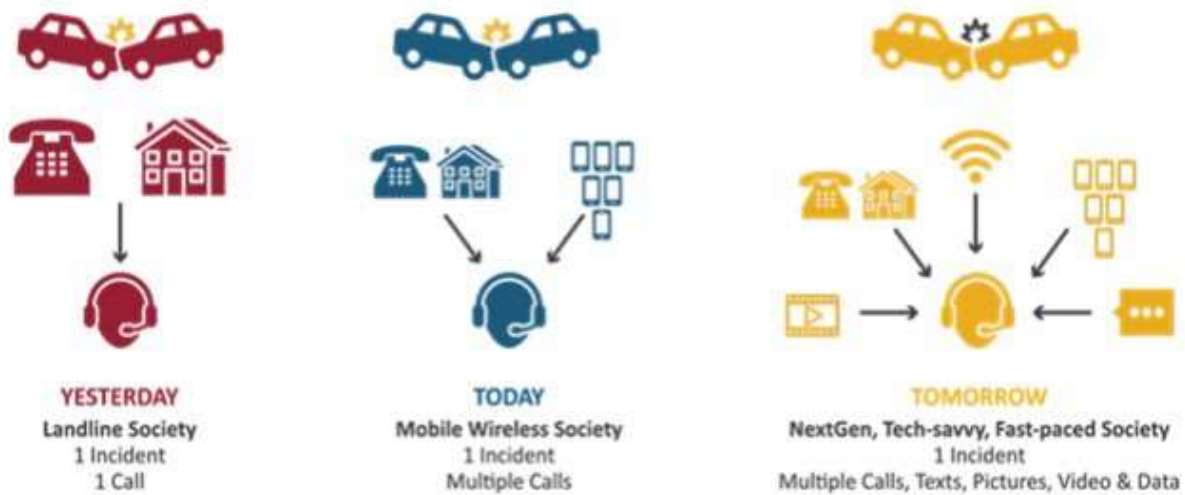 YESTERDAY
Landline Society
1 Incident
1 Call
TODAY
Mobile Wireless Society
1 Incident
Multiple Calls
TOMORROW
NextGen, Tech-savvy, Fast-paced Society
1 Incident
Multiple Calls, Texts, Pictures, Video & Data